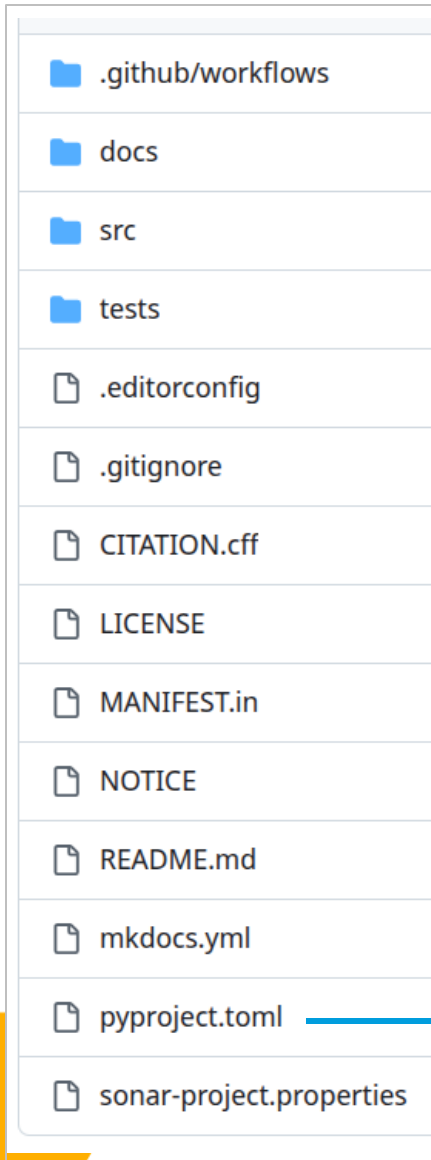 .github/workflows
docs
src
tests
.editorconfig
.gitignore
CITATION.cff
LICENSE
MANIFEST.in
NOTICE
README.md
mkdocs.yml
pyproject.toml
sonar-project.properties